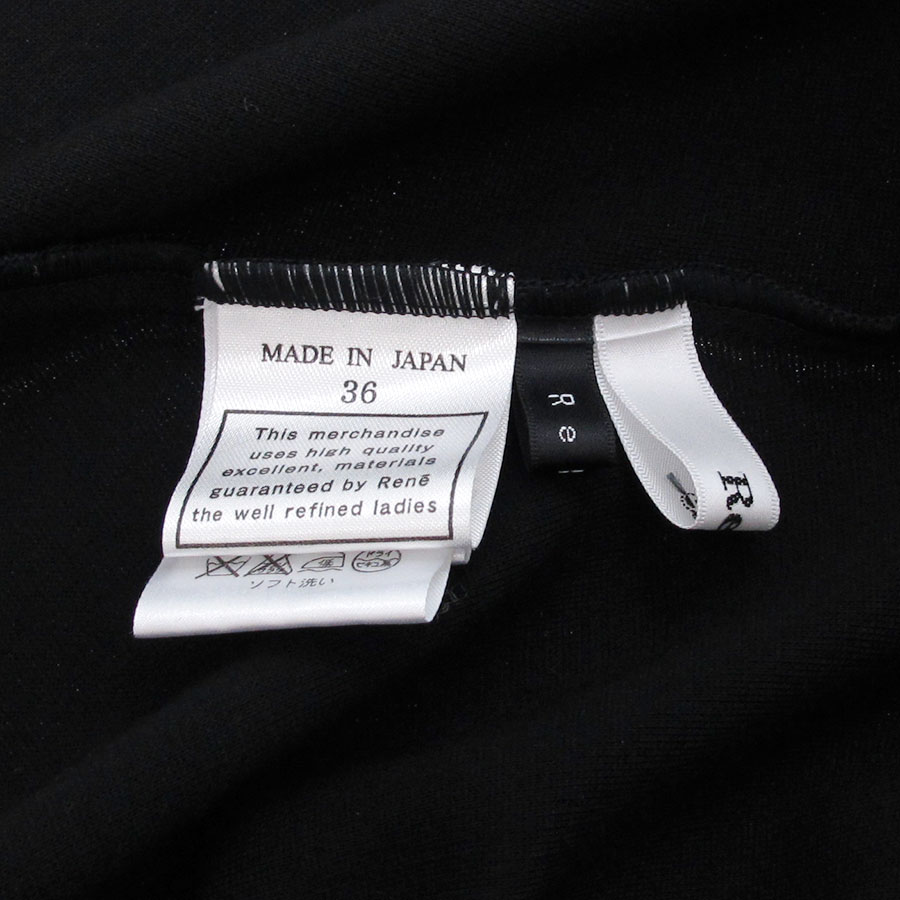 MADE IN JAPAN
36
This merchandise
uses high quality
excellent, materials
guaranteed by René
the well refined ladies
ソフト洗い
Re
R